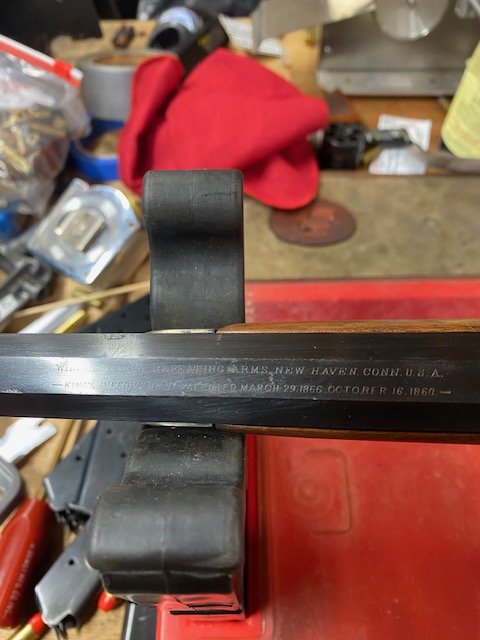 REPEATING ARMS. NEW HAVEN. CONN. U.S.A.
—KING'S IMPROVEMENT PATENTED. MARCH 29. 1866. OCTOBER 16. 1860.—